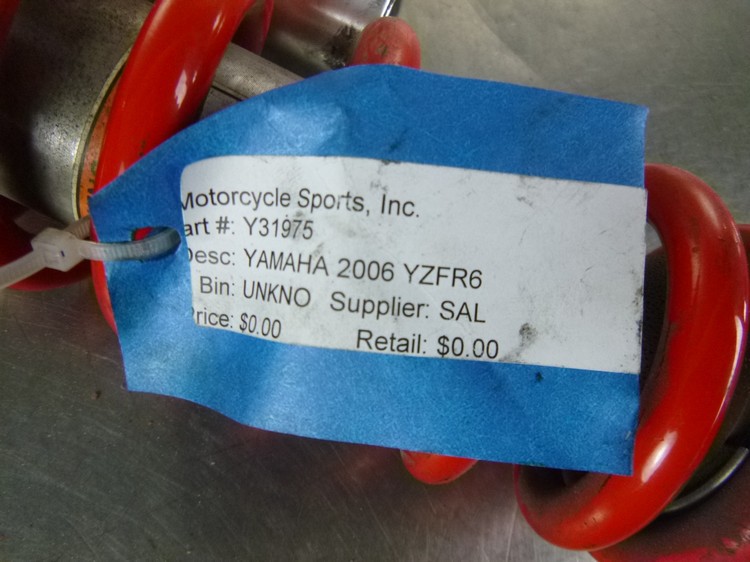 Motorcycle Sports, Inc.
art #: Y31975
esc: YAMAHA 2006 YZFR6
Bin: UNKNO Supplier: SAL
rice: $0.00 Retail: $0.00